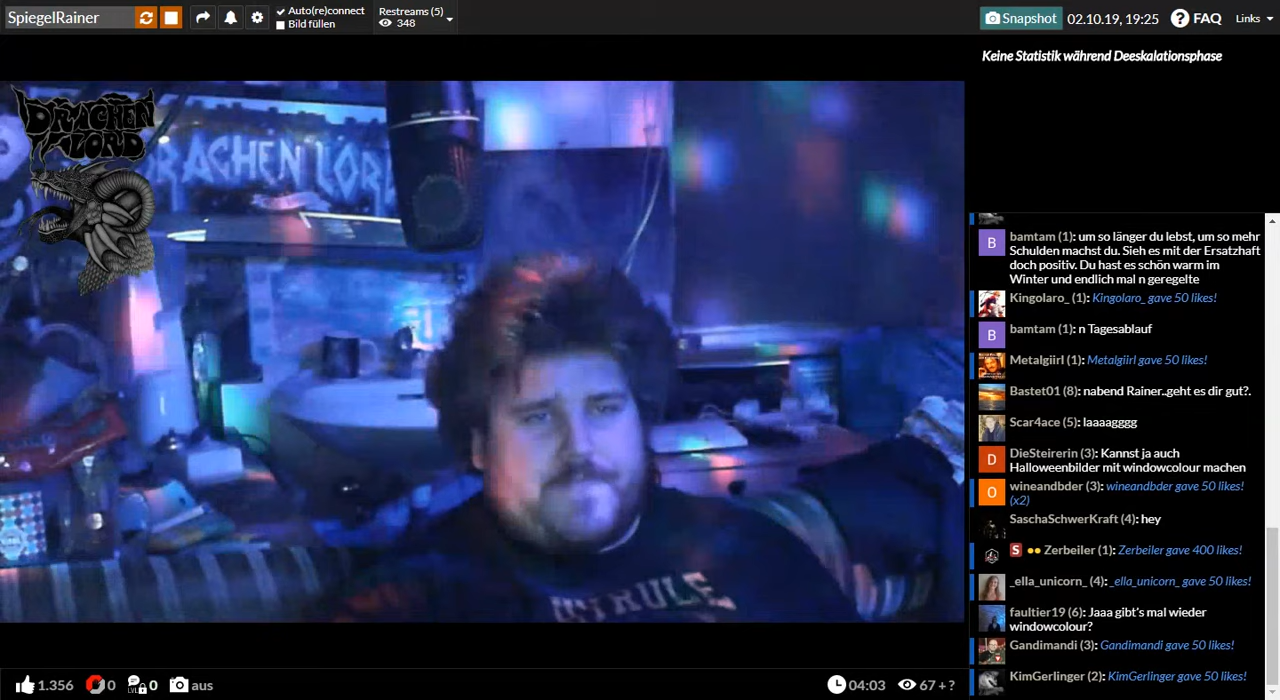 SpiegelRainer
Auto(re)connect
Bild füllen
Restreams (5)
348
Snapshot
02.10.19, 19:25
FAQ
Links
Keine Statistik während Deeskalationsphase
DRACHEN
LORD
DRACHEN LORD
B
bamtam (1): um so länger du lebst, um so mehr
Schulden machst du. Sieh es mit der Ersatzhaft
doch positiv. Du hast es schön warm im
Winter und endlich mal n geregelte
Kingolaro_ (1): Kingolaro_ gave 50 likes!
B
bamtam (1): n Tagesablauf
Metalgiirl (1): Metalgiirl gave 50 likes!
Bastet01 (8): nabend Rainer..geht es dir gut?.
Scar4ace (5): laaaagggg
D
DieSteirerin (3): Kannst ja auch
Halloweenbilder mit windowcolour machen
O
wineandbder (3): wineandbder gave 50 likes!
(x2)
SaschaSchwerKraft (4): hey
S Zerbeiler (1): Zerbeiler gave 400 likes!
_ella_unicorn_ (4): _ella_unicorn_ gave 50 likes!
faultier19 (6): Jaaa gibt's mal wieder
windowcolour?
Gandimandi (3): Gandimandi gave 50 likes!
KimGerlinger (2): KimGerlinger gave 50 likes!
1.356
0
LVL
0
aus
04:03
67 + ?